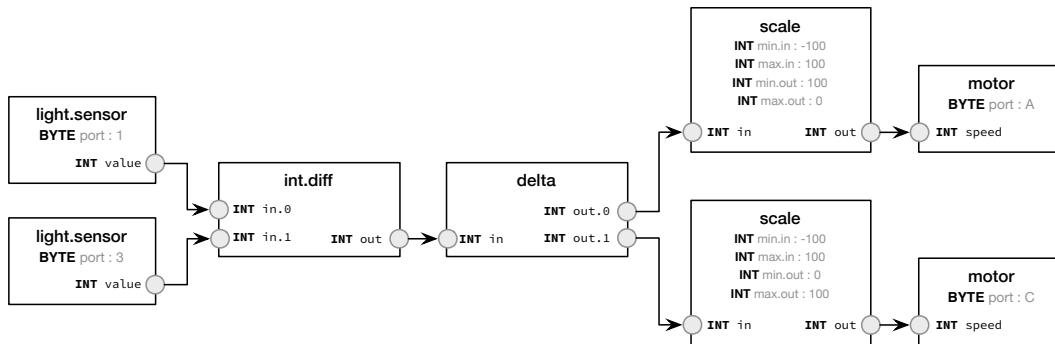 light.sensor
BYTE port : 1
INT value
light.sensor
BYTE port : 3
INT value
int.diff
INT in.0
INT in.1
INT out
delta
INT out.0
INT in
INT out.1
scale
INT min.in : -100
INT max.in : 100
INT min.out : 100
INT max.out : 0
INT in
INT out
motor
BYTE port : A
INT speed
scale
INT min.in : -100
INT max.in : 100
INT min.out : 0
INT max.out : 100
INT in
INT out
motor
BYTE port : C
INT speed